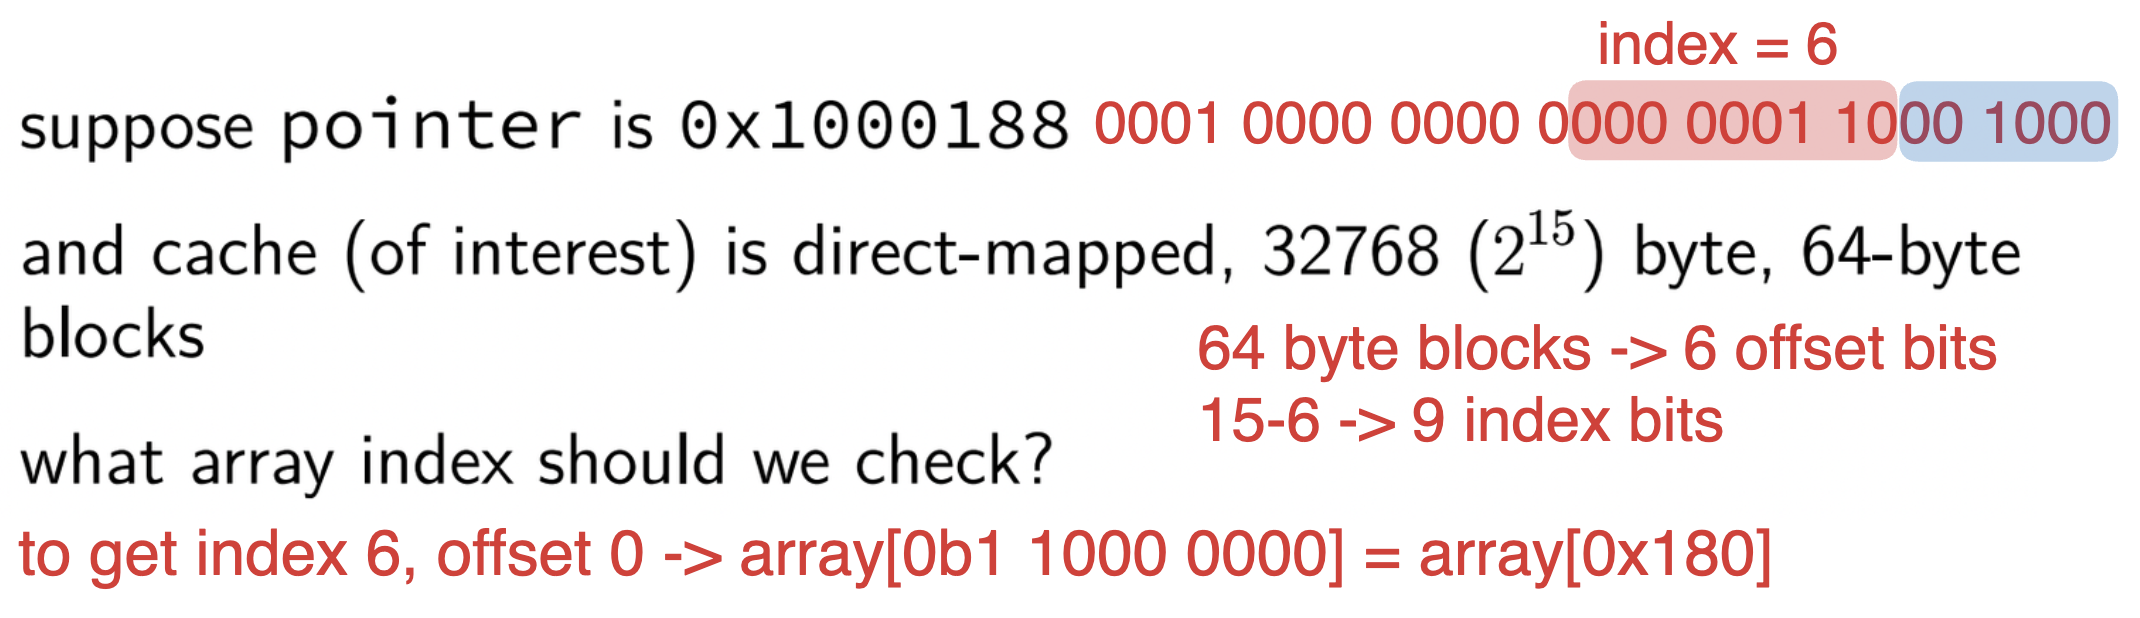 index = 6
suppose pointer is 0x1000188 0001 0000 0000 0000 0001 1000 1000
and cache (of interest) is direct-mapped, 32768 (2^15) byte, 64-byte
blocks
64 byte blocks -> 6 offset bits
15-6 -> 9 index bits
what array index should we check?
to get index 6, offset 0 -> array[0b1 1000 0000] = array[0x180]